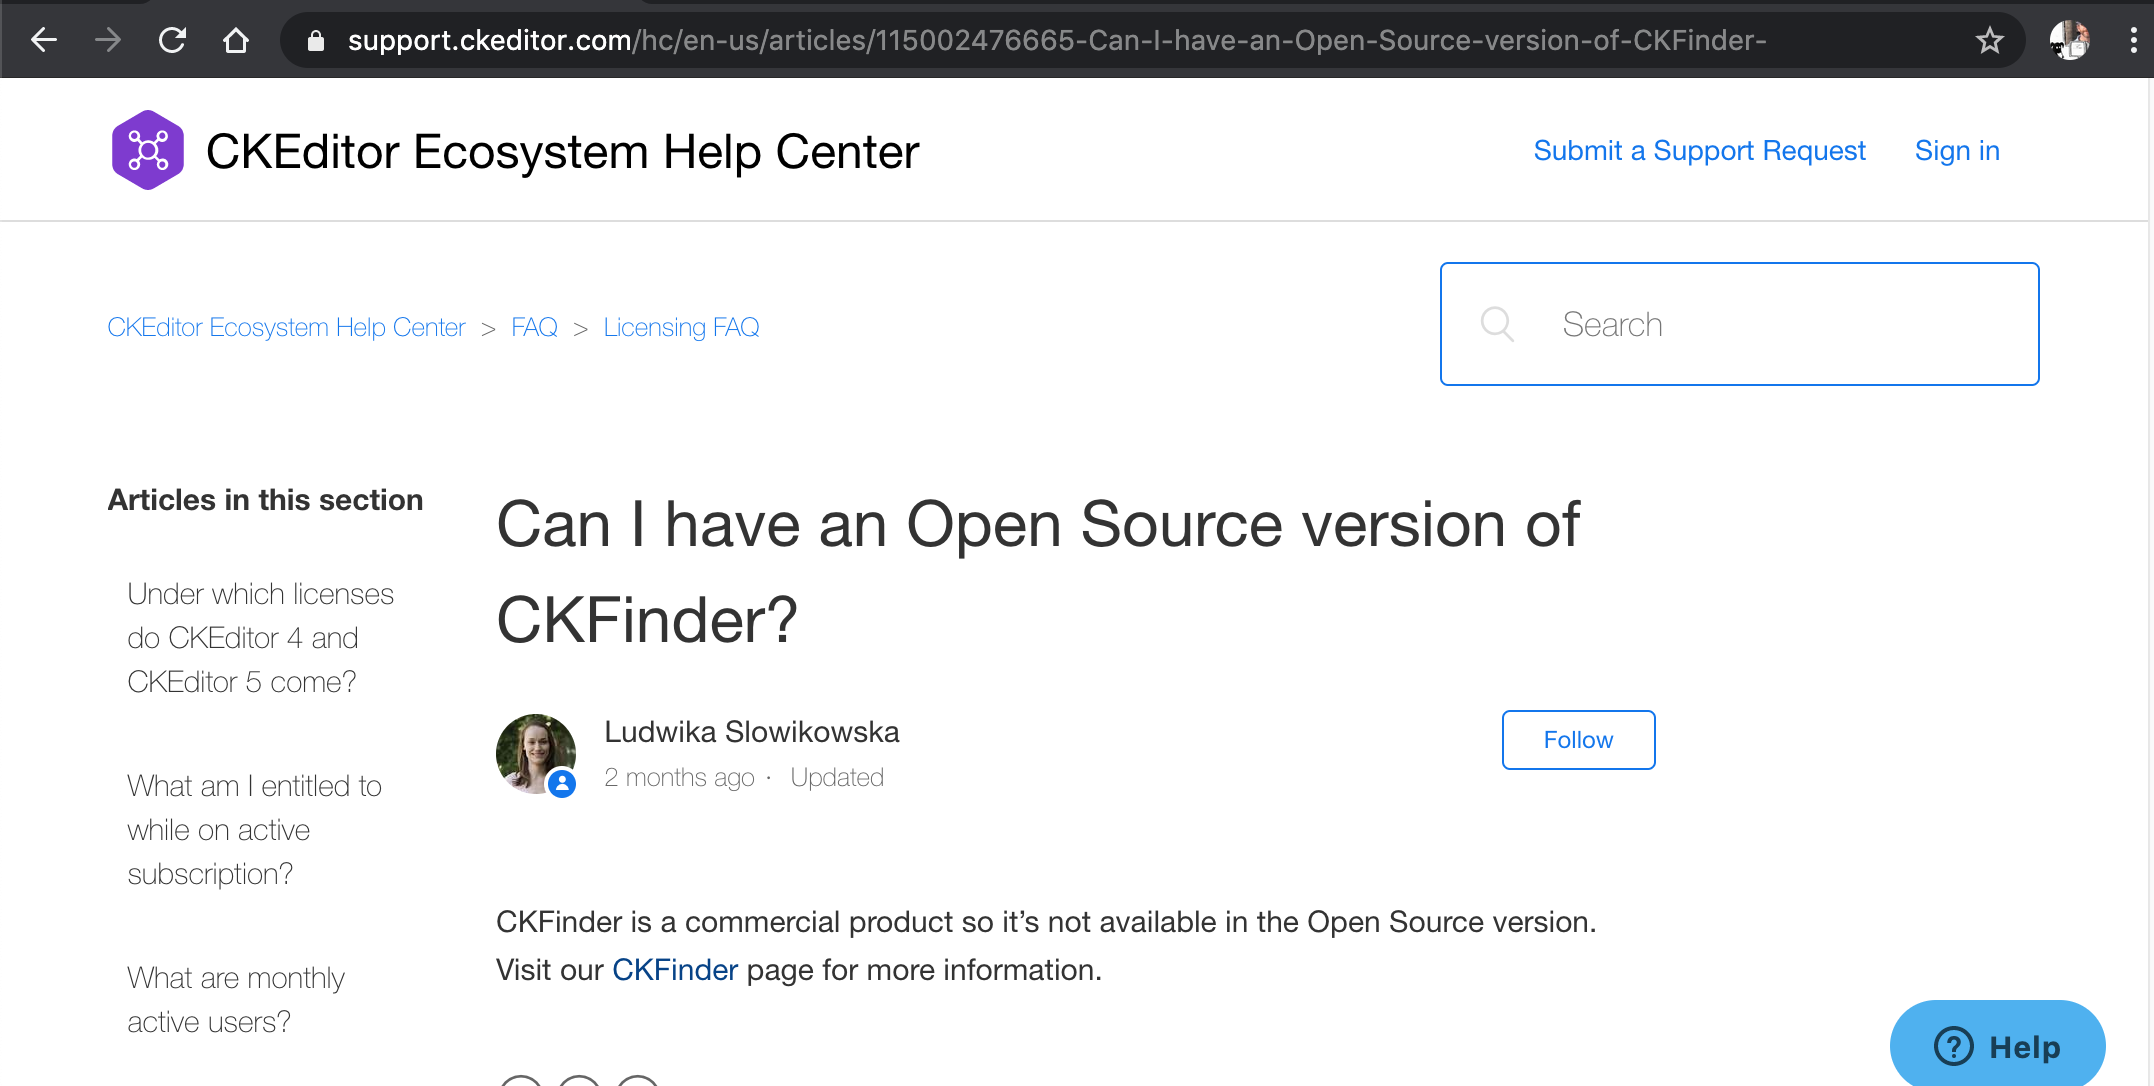 support.ckeditor.com/hc/en-us/articles/115002476665-Can-I-have-an-Open-Source-version-of-CKFinder-
CKEditor Ecosystem Help Center
Submit a Support Request
Sign in
CKEditor Ecosystem Help Center > FAQ > Licensing FAQ
Search
Articles in this section
Under which licenses
do CKEditor 4 and
CKEditor 5 come?
What am I entitled to
while on active
subscription?
What are monthly
active users?
Can I have an Open Source version of
CKFinder?
Ludwika Slowikowska
2 months ago · Updated
Follow
CKFinder is a commercial product so it’s not available in the Open Source version.
Visit our CKFinder page for more information.
Help